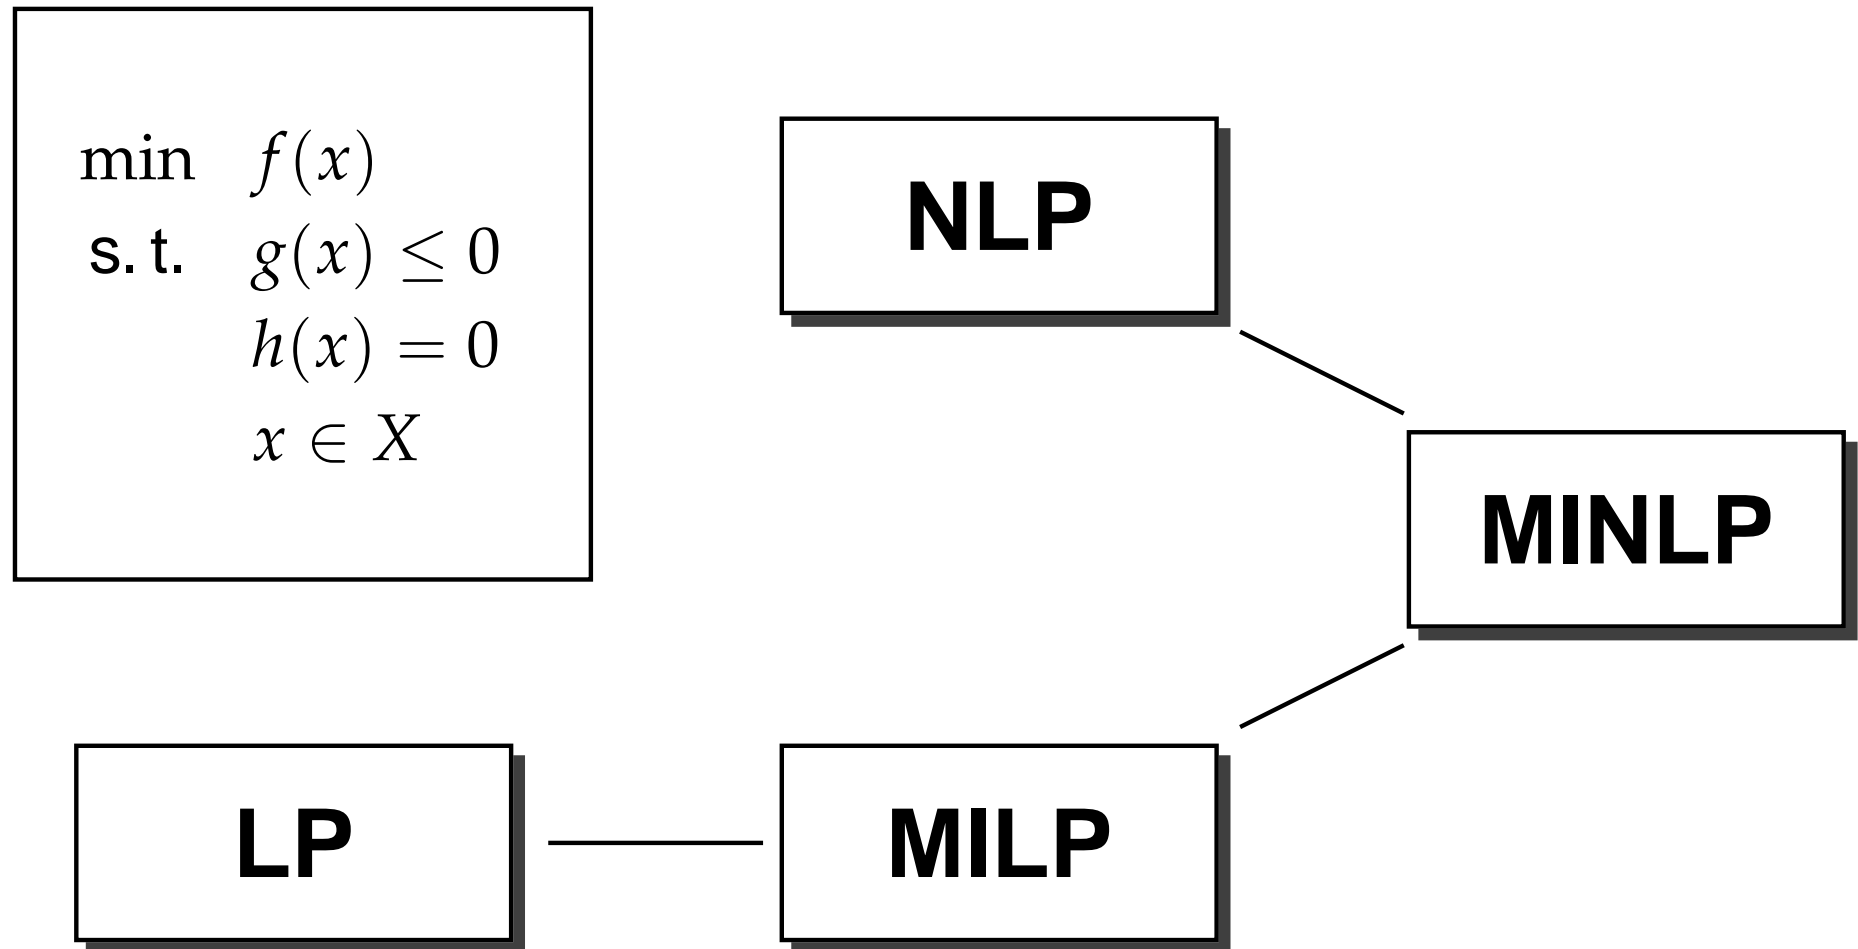 min f(x)
s. t. g(x) ≤ 0
h(x) = 0
x ∈ X
NLP
MINLP
LP
MILP